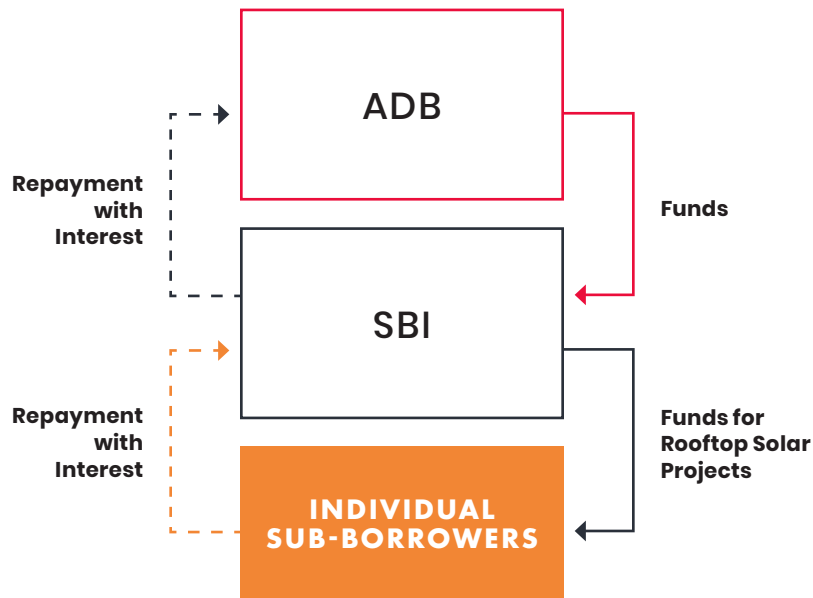 ADB
Repayment
with
Interest
Funds
SBI
Repayment
with
Interest
Funds for
Rooftop Solar
Projects
INDIVIDUAL
SUB-BORROWERS